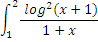 ∫₁² log²(x + 1) / (1 + x)